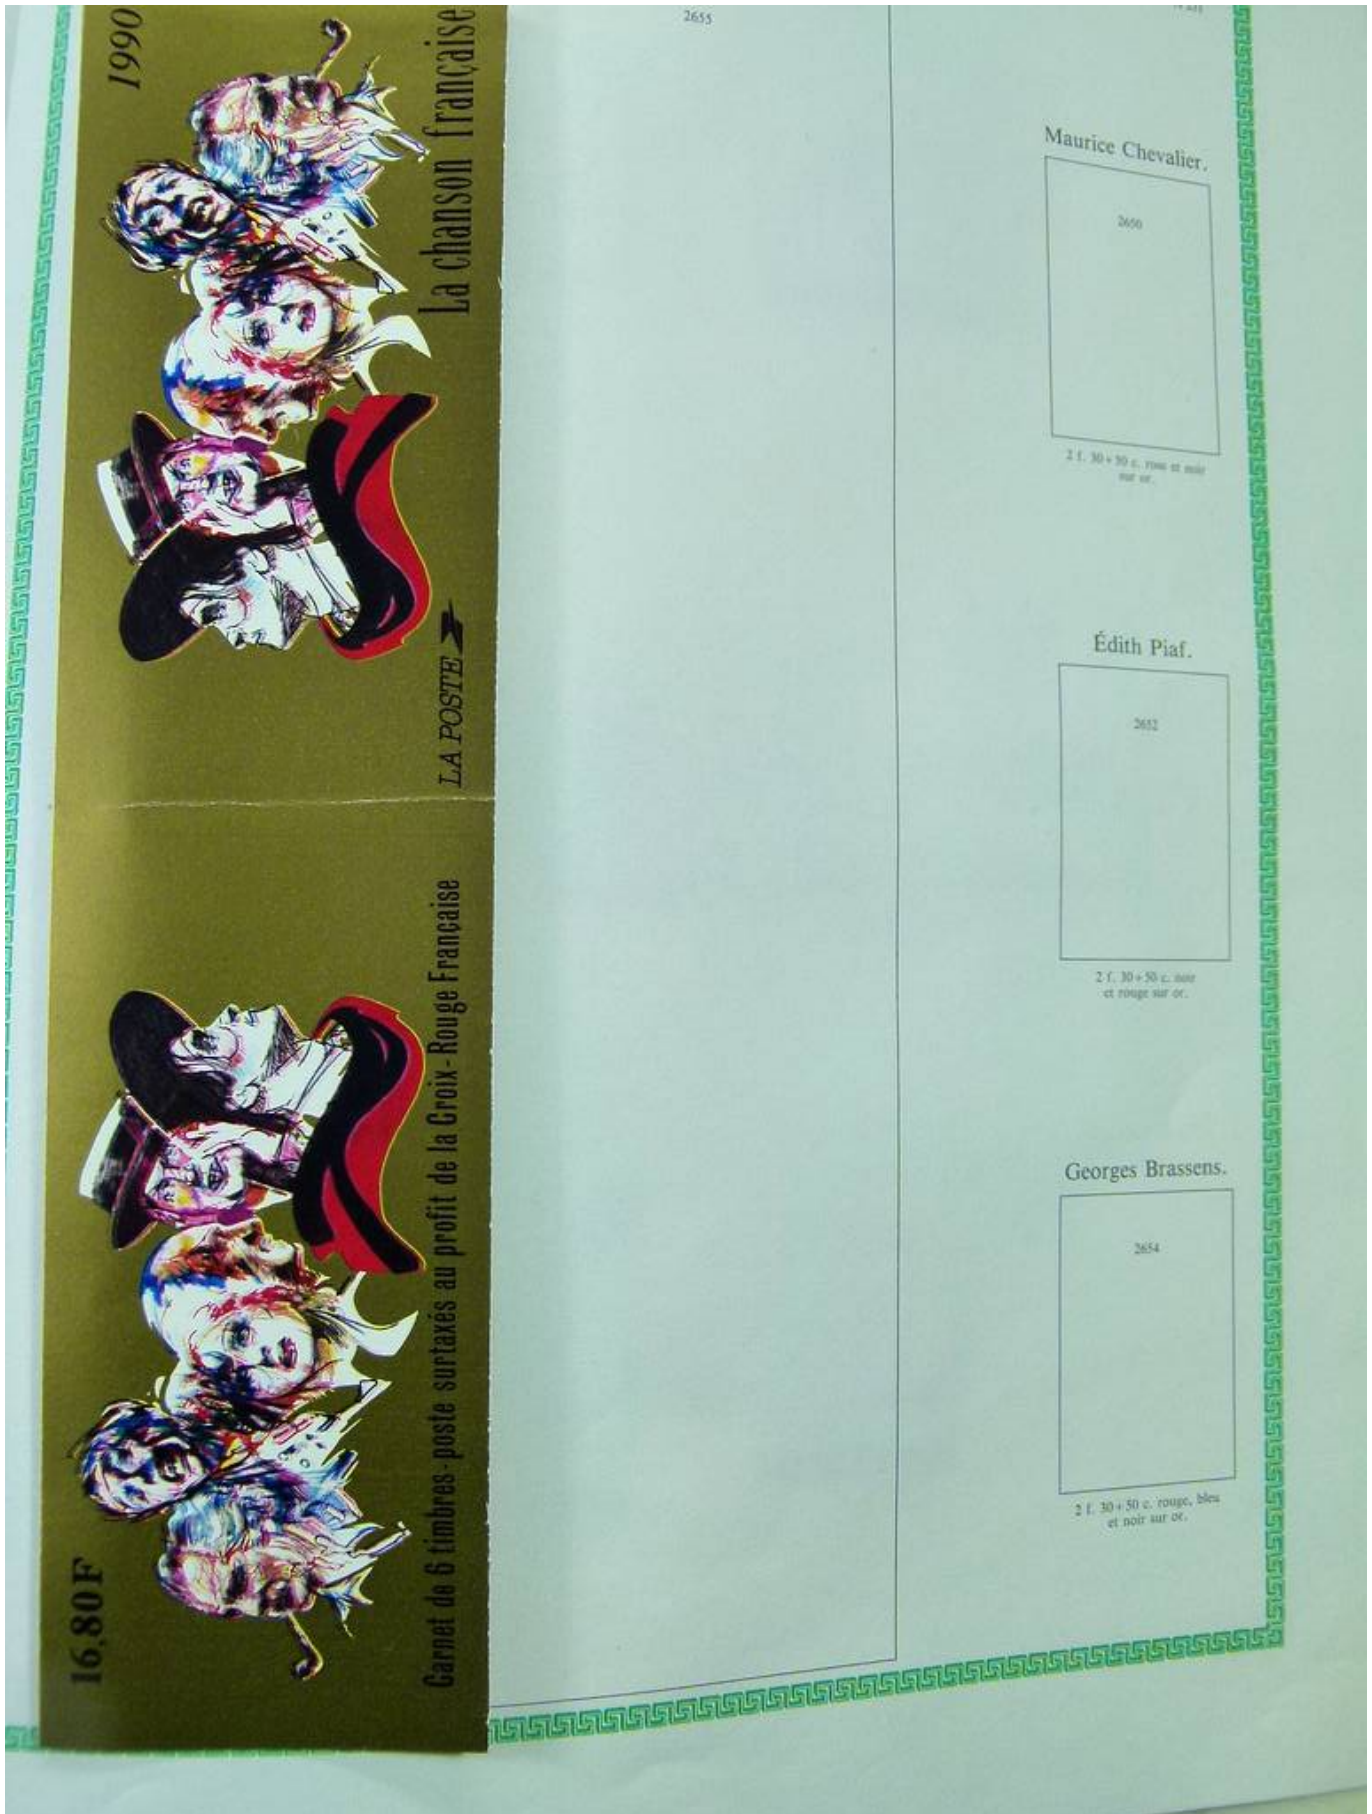 1990
La chanson française
LA POSTE
16,80F
Carnet de 6 timbres-poste surtaxés au profit de la Croix-Rouge Française
2655
Maurice Chevalier.
2650
2 f. 30+50 c. rose et noir
sur or.
Édith Piaf.
2652
2 f. 30+50 c. noir
et rouge sur or.
Georges Brassens.
2654
2 f. 30+50 c. rouge, bleu
et noir sur or.